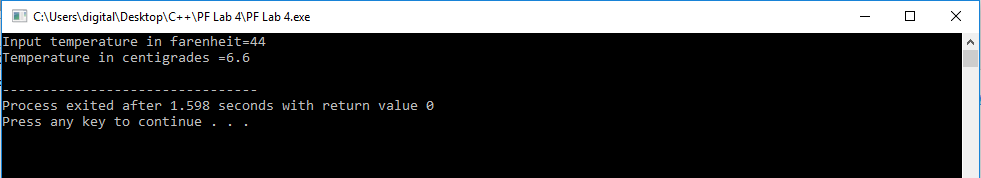 C:\Users\digital\Desktop\C++\PF Lab 4\PF Lab 4.exe
Input temperature in farenheit=44
Temperature in centigrades =6.6
--------------------------------
Process exited after 1.598 seconds with return value 0
Press any key to continue . . .